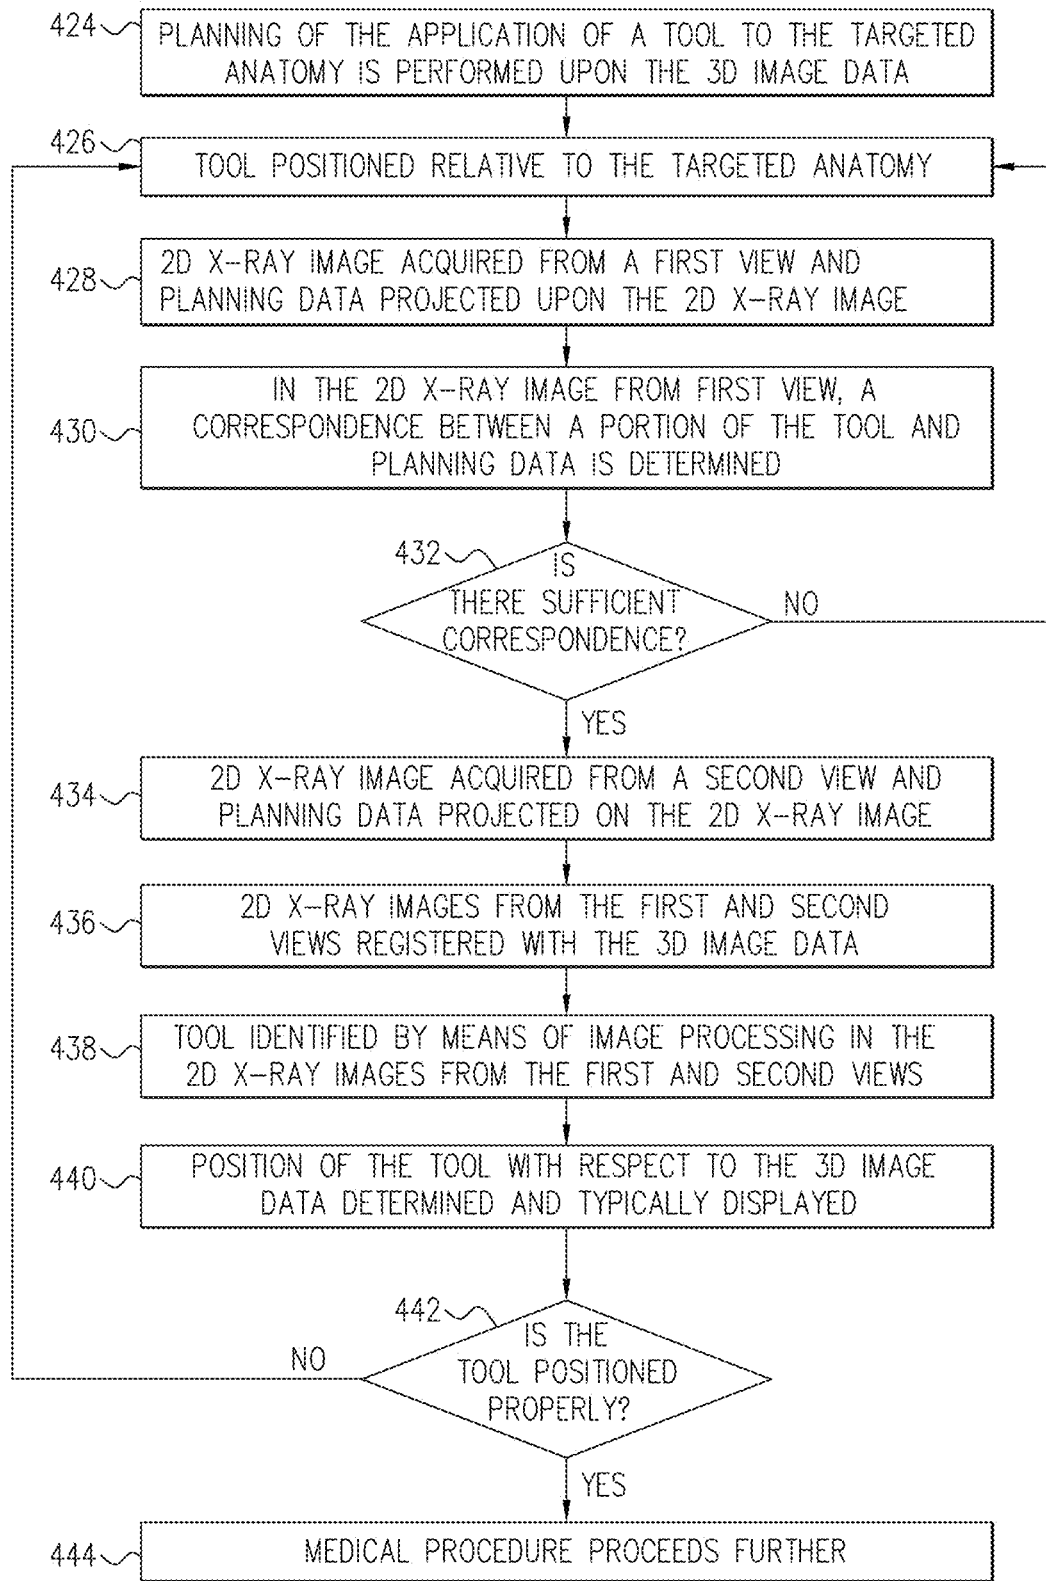 424
PLANNING OF THE APPLICATION OF A TOOL TO THE TARGETED
ANATOMY IS PERFORMED UPON THE 3D IMAGE DATA
426
TOOL POSITIONED RELATIVE TO THE TARGETED ANATOMY
428
2D X-RAY IMAGE ACQUIRED FROM A FIRST VIEW AND
PLANNING DATA PROJECTED UPON THE 2D X-RAY IMAGE
430
IN THE 2D X-RAY IMAGE FROM FIRST VIEW, A
CORRESPONDENCE BETWEEN A PORTION OF THE TOOL AND
PLANNING DATA IS DETERMINED
432
IS
THERE SUFFICIENT
CORRESPONDENCE?
NO
YES
434
2D X-RAY IMAGE ACQUIRED FROM A SECOND VIEW AND
PLANNING DATA PROJECTED ON THE 2D X-RAY IMAGE
436
2D X-RAY IMAGES FROM THE FIRST AND SECOND
VIEWS REGISTERED WITH THE 3D IMAGE DATA
438
TOOL IDENTIFIED BY MEANS OF IMAGE PROCESSING IN THE
2D X-RAY IMAGES FROM THE FIRST AND SECOND VIEWS
440
POSITION OF THE TOOL WITH RESPECT TO THE 3D IMAGE
DATA DETERMINED AND TYPICALLY DISPLAYED
442
IS THE
TOOL POSITIONED
PROPERLY?
NO
YES
444
MEDICAL PROCEDURE PROCEEDS FURTHER